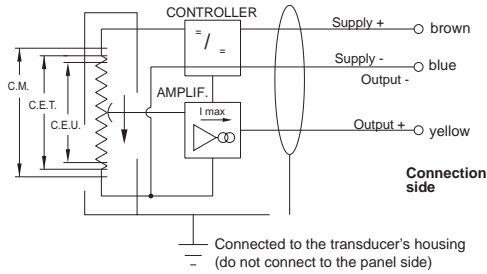 CONTROLLER
= / =
Supply +
brown
Supply -
blue
Output -
C.M.
C.E.T.
C.E.U.
AMPLIF.
I max
Output +
yellow
Connection
side
Connected to the transducer's housing
(do not connect to the panel side)